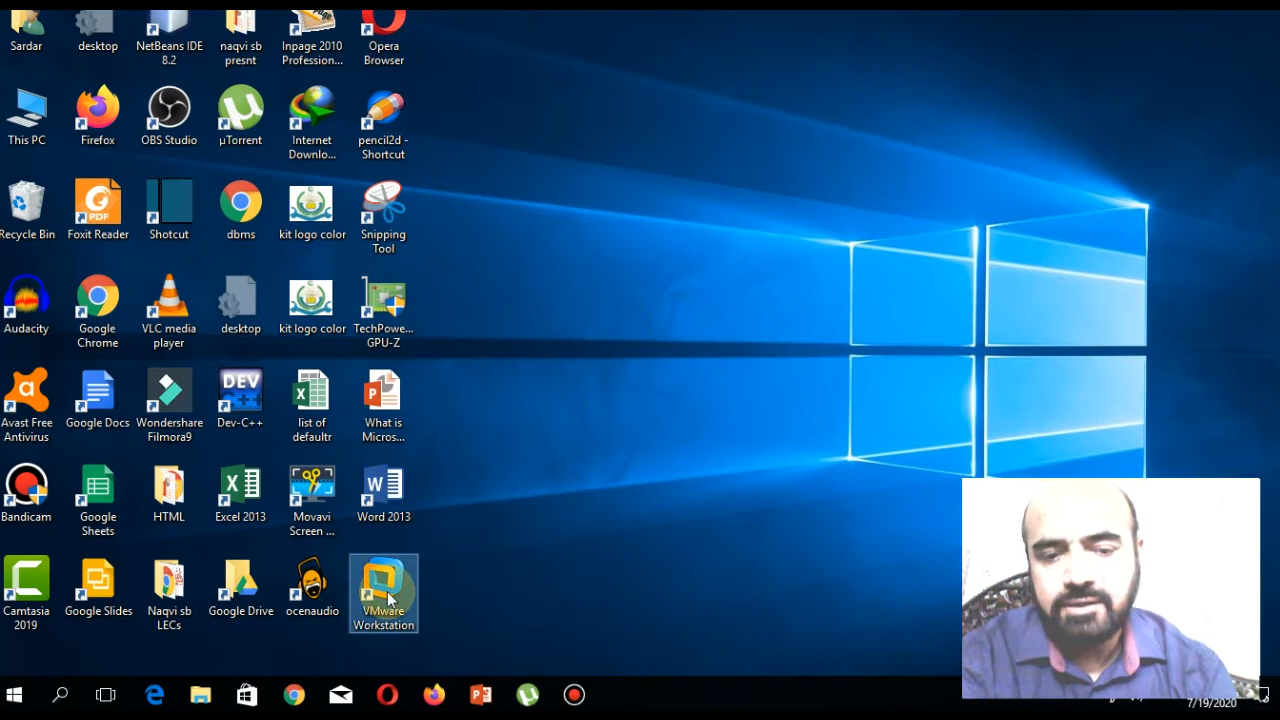 Sardar
desktop
NetBeans IDE
8.2
naqvi sb
presnt
Inpage 2010
Profession...
Opera
Browser
This PC
Firefox
OBS Studio
µTorrent
Internet
Downlo...
pencil2d -
Shortcut
Recycle Bin
PDF
Foxit Reader
Shotcut
dbms
kit logo color
Snipping
Tool
Audacity
Google
Chrome
VLC media
player
desktop
kit logo color
TechPowe...
GPU-Z
Avast Free
Antivirus
Google Docs
Wondershare
Filmora9
DEV
Dev-C++
list of
defaultr
What is
Micros...
Bandicam
Google
Sheets
HTML
Excel 2013
Movavi
Screen ...
Word 2013
Camtasia
2019
Google Slides
Naqvi sb
LECs
Google Drive
ocenaudio
VMware
Workstation
7/19/2020